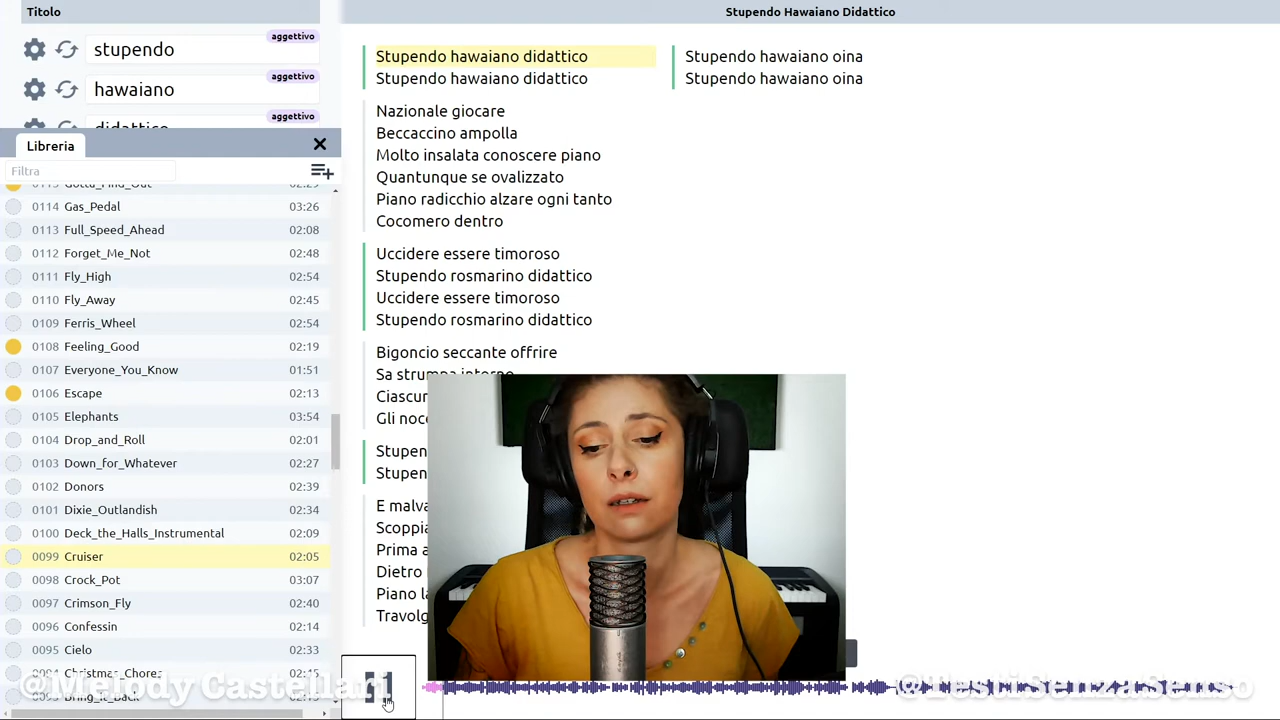 Titolo
Stupendo Hawaiano Didattico
aggettivo
stupendo
aggettivo
hawaiano
aggettivo
didattico
Libreria
Filtra
0114 Gas_Pedal 03:26
0113 Full_Speed_Ahead 02:08
0112 Forget_Me_Not 02:48
0111 Fly_High 02:54
0110 Fly_Away 02:45
0109 Ferris_Wheel 02:54
0108 Feeling_Good 02:19
0107 Everyone_You_Know 01:51
0106 Escape 02:13
0105 Elephants 03:54
0104 Drop_and_Roll 02:01
0103 Down_for_Whatever 02:27
0102 Donors 02:39
0101 Dixie_Outlandish 02:34
0100 Deck_the_Halls_Instrumental 02:09
0099 Cruiser 02:05
0098 Crock_Pot 03:07
0097 Crimson_Fly 02:40
0096 Confessin 02:14
0095 Cielo 02:33
Stupendo hawaiano didattico
Stupendo hawaiano didattico
Nazionale giocare
Beccaccino ampolla
Molto insalata conoscere piano
Quantunque se ovalizzato
Piano radicchio alzare ogni tanto
Cocomero dentro
Uccidere essere timoroso
Stupendo rosmarino didattico
Uccidere essere timoroso
Stupendo rosmarino didattico
Bigoncio seccante offrire
Sa
Gli
E
Prima
Dietro
Piano
Stupendo hawaiano oina
Stupendo hawaiano oina
Castellari
@TestiSenzaSenso